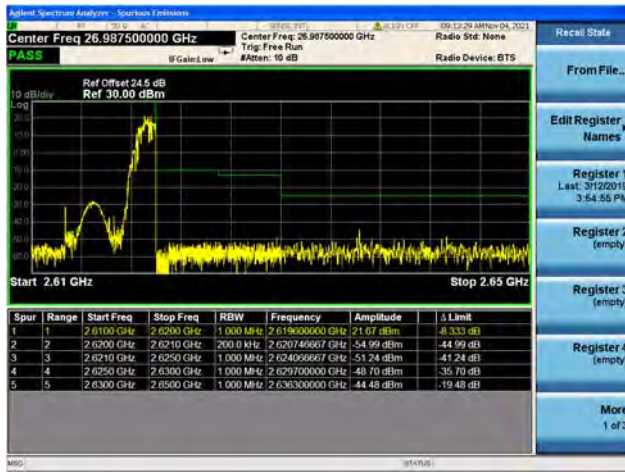 Agilent Spectrum Analyzer - Spurious Emissions
09:13:29 AM Nov 04, 2021
Center Freq 26.987500000 GHz
Center Freq: 26.987500000 GHz
Radio Std: None
Trig: Free Run
PASS
IFGain:Low
#Atten: 10 dB
Radio Device: BTS
Ref Offset 24.5 dB
10 dB/div
Ref 30.00 dBm
Log
Start 2.61 GHz
Stop 2.65 GHz
Spur Range Start Freq Stop Freq RBW Frequency Amplitude Δ Limit
1 1 2.6100 GHz 2.6200 GHz 1.000 MHz 2.619600000 GHz 21.67 dBm -8.333 dB
2 2 2.6200 GHz 2.6210 GHz 200.0 kHz 2.620746667 GHz -54.99 dBm -44.99 dB
3 3 2.6210 GHz 2.6250 GHz 1.000 MHz 2.624066667 GHz -51.24 dBm -41.24 dB
4 4 2.6250 GHz 2.6300 GHz 1.000 MHz 2.629700000 GHz -48.70 dBm -35.70 dB
5 5 2.6300 GHz 2.6500 GHz 1.000 MHz 2.636300000 GHz -44.48 dBm -19.48 dB
MSG
STATUS
Recall State
From File...
Edit Register
Names
Register 1
Last: 3/12/2019
3:54:55 PM
Register 2
(empty
Register 3
(empty
Register 4
(empty
More
1 of 3